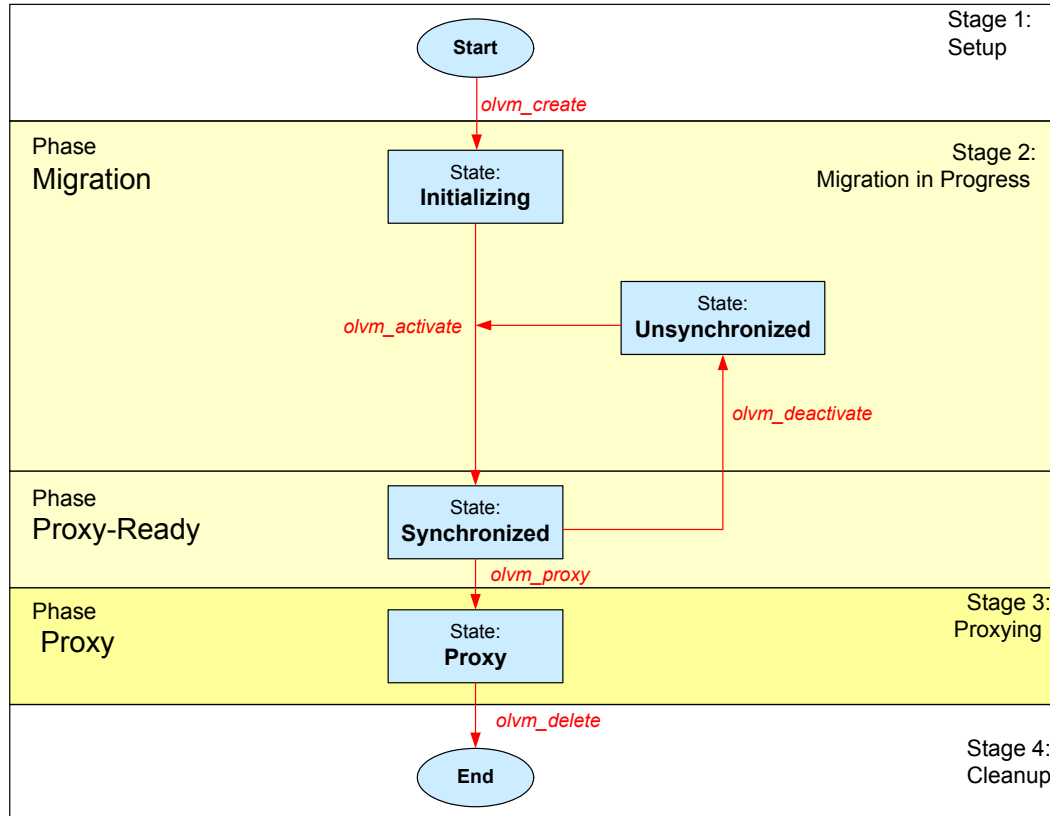 Stage 1:
Setup
Start
olvm_create
Phase
Migration
State:
Initializing
Stage 2:
Migration in Progress
State:
Unsynchronized
olvm_activate
olvm_deactivate
Phase
Proxy-Ready
State:
Synchronized
olvm_proxy
Phase
Proxy
State:
Proxy
Stage 3:
Proxying
olvm_delete
End
Stage 4:
Cleanup